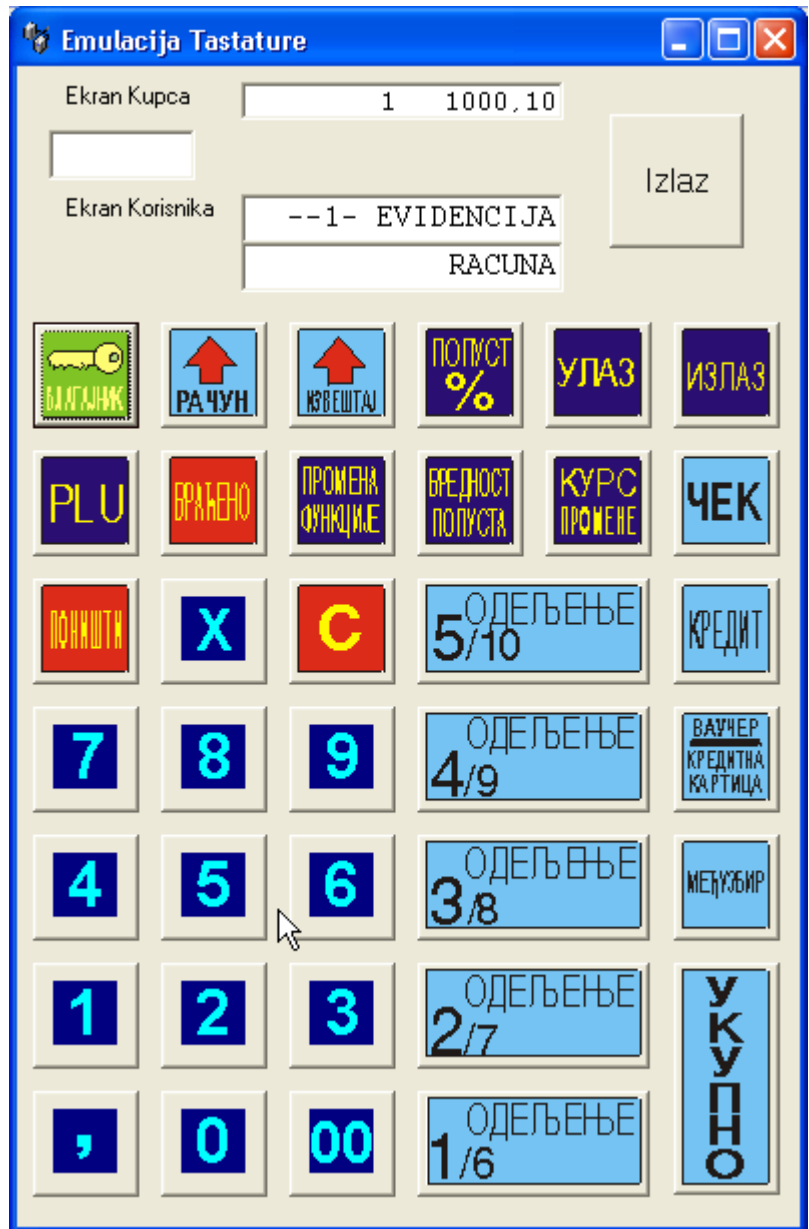 Emulacija Tastature
Ekran Kupca
1 1000,10
Izlaz
Ekran Korisnika
--1- EVIDENCIJA
RACUNA
БЛАГАЈНИК
РАЧУН
ИЗВЕШТАЈ
ПОПУСТ
%
УЛАЗ
ИЗЛАЗ
PLU
ВРАЋЕНО
ПРОМЕНА
ФУНКЦИЈЕ
ВРЕДНОСТ
ПОПУСТА
КУРС
ПРОМЕНЕ
ЧЕК
ПОНИШТИ
X
C
ОДЕЉЕЊЕ
5/10
КРЕДИТ
7
8
9
ОДЕЉЕЊЕ
4/9
ВАУЧЕР
КРЕДИТНА
КАРТИЦА
4
5
6
ОДЕЉЕЊЕ
3/8
МЕЂУЗБИР
1
2
3
ОДЕЉЕЊЕ
2/7
УКУПНО
,
0
00
ОДЕЉЕЊЕ
1/6